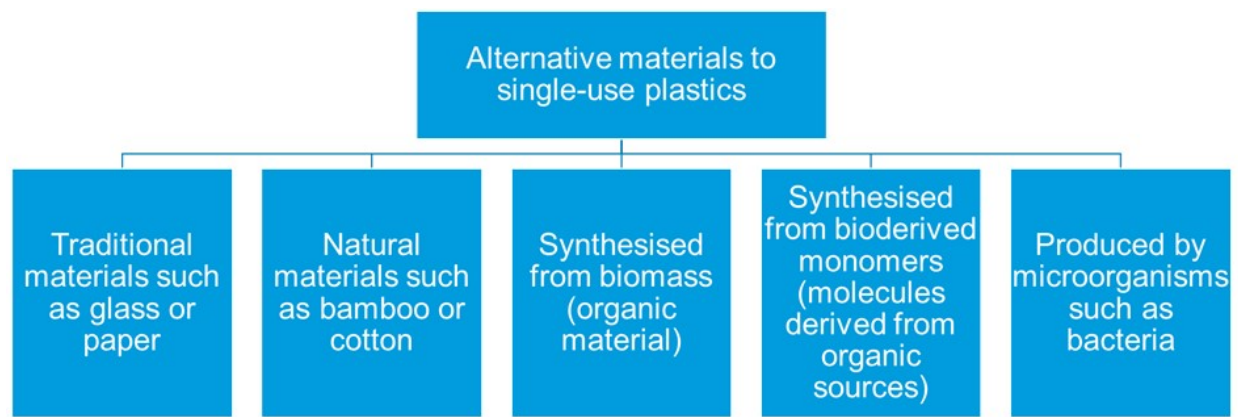 Alternative materials to
single-use plastics
Traditional
materials such
as glass or
paper
Natural
materials such
as bamboo or
cotton
Synthesised
from biomass
(organic
material)
Synthesised
from bioderived
monomers
(molecules
derived from
organic
sources)
Produced by
microorganisms
such as
bacteria